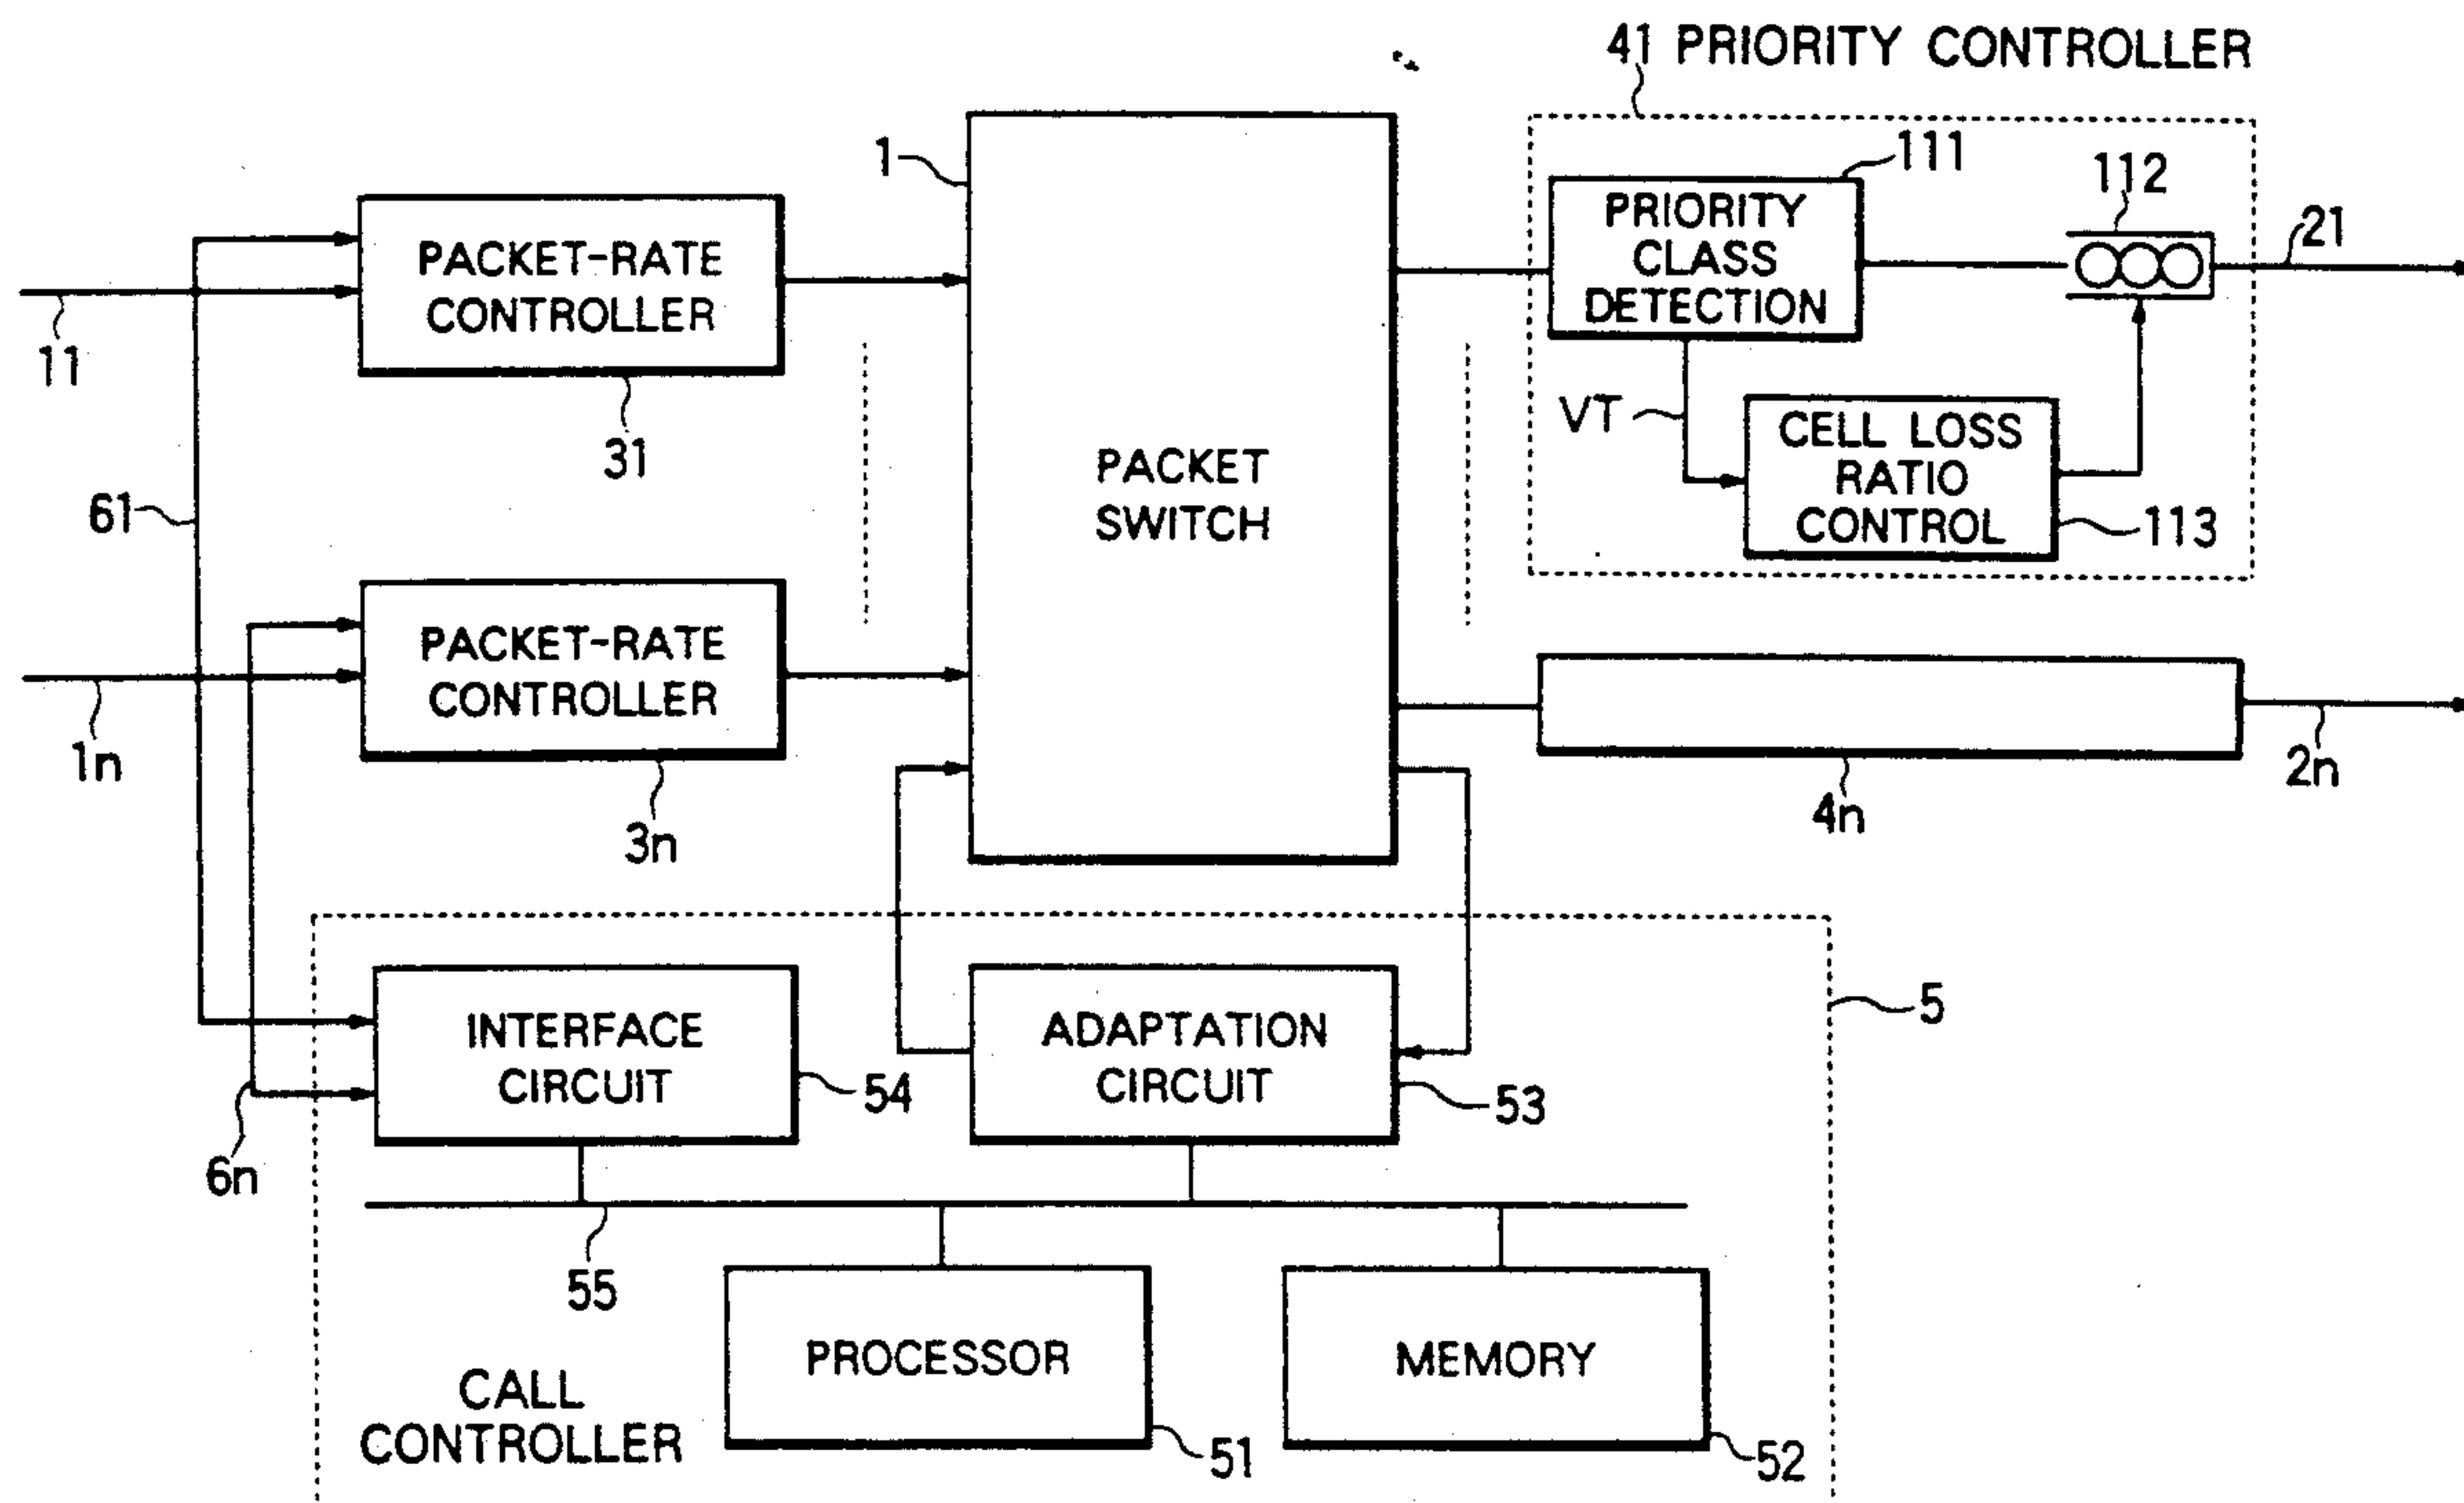 41 PRIORITY CONTROLLER
1
111
112
PRIORITY
CLASS
DETECTION
21
PACKET-RATE
CONTROLLER
11
31
VT
CELL LOSS
RATIO
CONTROL
113
PACKET
SWITCH
61
PACKET-RATE
CONTROLLER
1n
3n
4n
2n
5
INTERFACE
CIRCUIT
54
ADAPTATION
CIRCUIT
53
6n
55
PROCESSOR
51
MEMORY
52
CALL
CONTROLLER